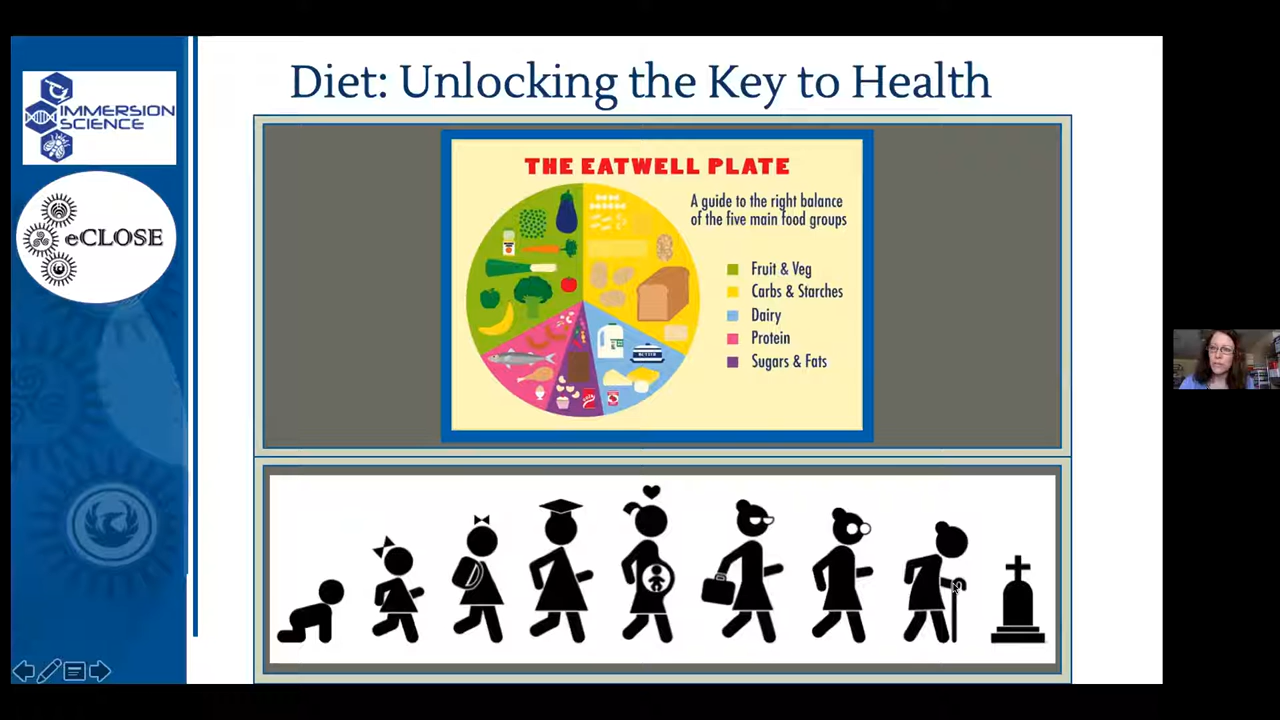 Diet: Unlocking the Key to Health
IMMERSION
SCIENCE
eCLOSE
THE EATWELL PLATE
A guide to the right balance
of the five main food groups
Fruit & Veg
Carbs & Starches
Dairy
Protein
Sugars & Fats
BUTTER